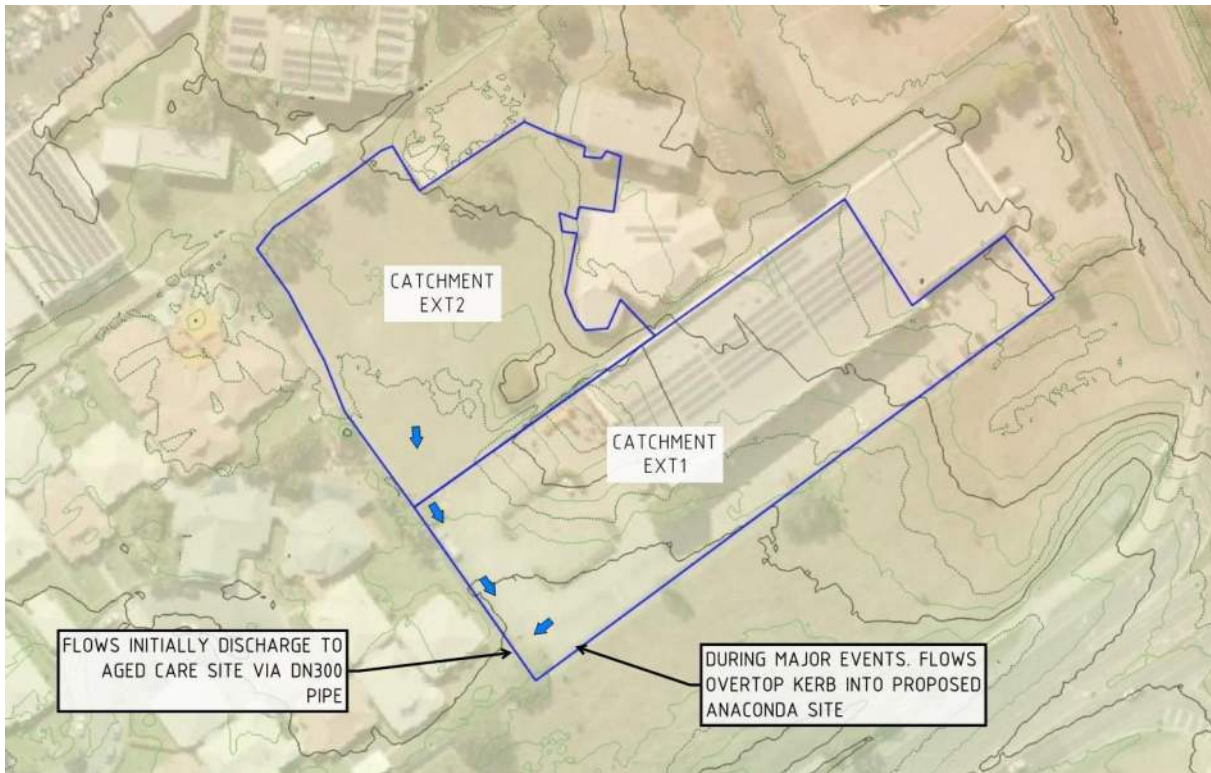 CATCHMENT
EXT2
CATCHMENT
EXT1
FLOWS INITIALLY DISCHARGE TO
AGED CARE SITE VIA DN300
PIPE
DURING MAJOR EVENTS. FLOWS
OVERTOP KERB INTO PROPOSED
ANACONDA SITE